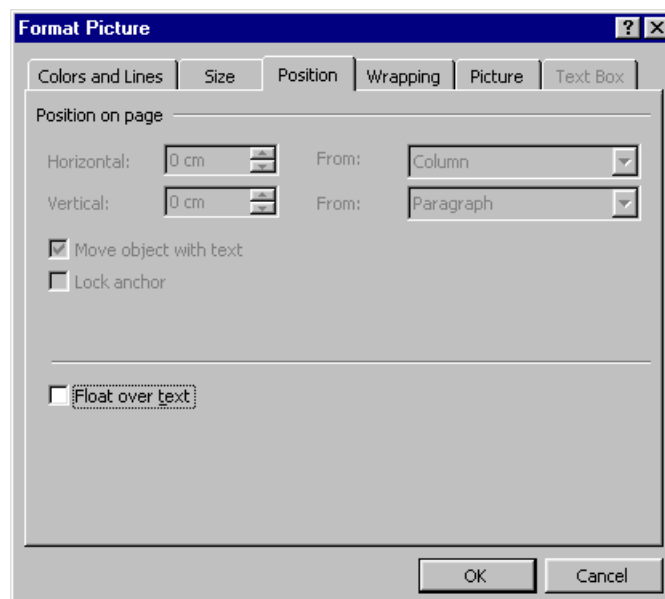 Format Picture
Colors and Lines Size Position Wrapping Picture Text Box
Position on page
Horizontal: 0 cm From: Column
Vertical: 0 cm From: Paragraph
Move object with text
Lock anchor
Float over text
OK Cancel